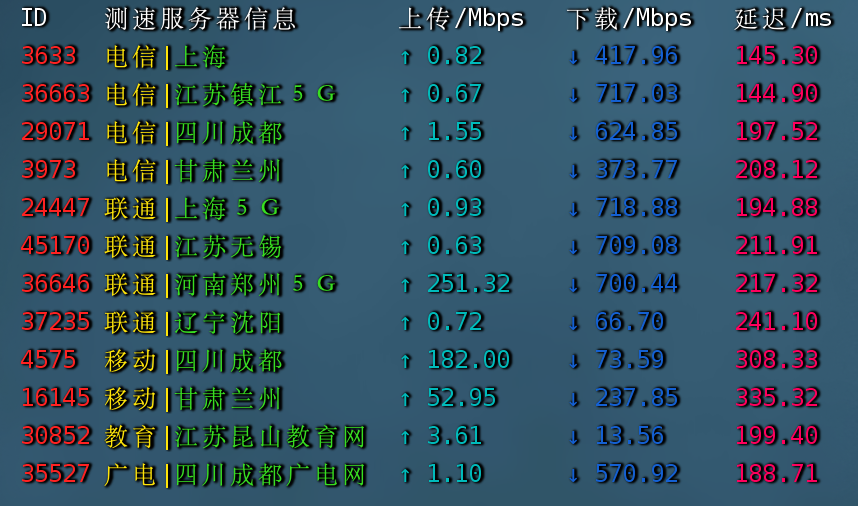 ID 测速服务器信息 上传/Mbps 下载/Mbps 延迟/ms
3633 电信|上海 ↑ 0.82 ↓ 417.96 145.30
36663 电信|江苏镇江５Ｇ ↑ 0.67 ↓ 717.03 144.90
29071 电信|四川成都 ↑ 1.55 ↓ 624.85 197.52
3973 电信|甘肃兰州 ↑ 0.60 ↓ 373.77 208.12
24447 联通|上海５Ｇ ↑ 0.93 ↓ 718.88 194.88
45170 联通|江苏无锡 ↑ 0.63 ↓ 709.08 211.91
36646 联通|河南郑州５Ｇ ↑ 251.32 ↓ 700.44 217.32
37235 联通|辽宁沈阳 ↑ 0.72 ↓ 66.70 241.10
4575 移动|四川成都 ↑ 182.00 ↓ 73.59 308.33
16145 移动|甘肃兰州 ↑ 52.95 ↓ 237.85 335.32
30852 教育|江苏昆山教育网 ↑ 3.61 ↓ 13.56 199.40
35527 广电|四川成都广电网 ↑ 1.10 ↓ 570.92 188.71